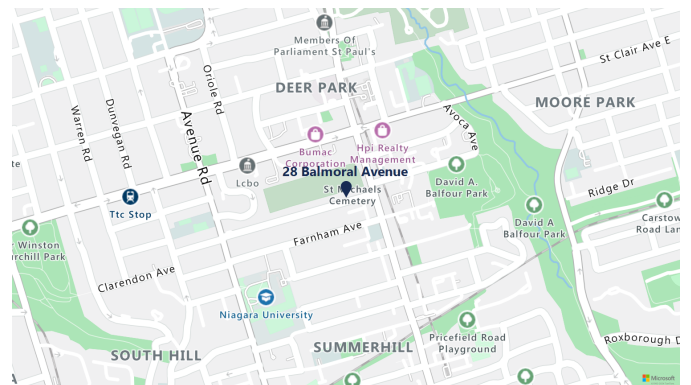 Members Of
Parliament St Paul's
St Clair Ave E
Oriole Rd
DEER PARK
MOORE PARK
Warren Rd
Dunvegan Rd
Avenue Rd
Avoca Ave
Bumac
Corporation
Hpi Realty
Management
28 Balmoral Avenue
Lcbo
St Michaels
Cemetery
David A.
Balfour Park
Ridge Dr
Ttc Stop
David A
Balfour Park
Carstow
Road Lan
Winston
urchill Park
Farnham Ave
Clarendon Ave
Niagara University
SOUTH HILL
SUMMERHILL
Pricefield Road
Playground
Roxborough D
Microsoft